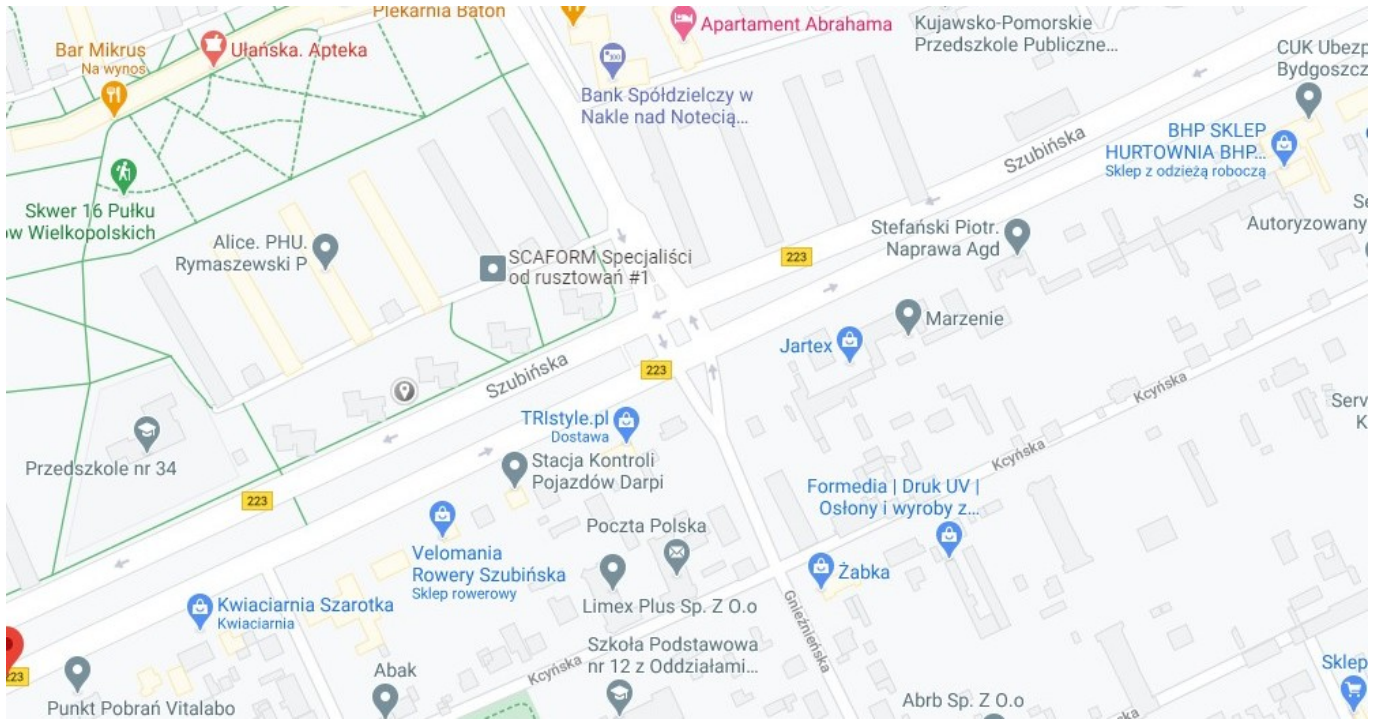 Piekarnia Baton
Apartament Abrahama
Kujawsko-Pomorskie
Przedszkole Publiczne...
Bar Mikrus
Na wynos
Ułańska. Apteka
CUK Ubezp
Bydgoszcz
Bank Spółdzielczy w
Nakle nad Notecią...
Szubińska
BHP SKLEP
HURTOWNIA BHP...
Sklep z odzieżą roboczą
Skwer 16 Pułku
ów Wielkopolskich
Alice. PHU.
Rymaszewski P
Stefański Piotr.
Naprawa Agd
Se
Autoryzowany
SCAFORM Specjaliści
od rusztowań #1
223
Marzenie
Jartex
Szubińska
223
Kcyńska
Serv
K
TRIstyle.pl
Dostawa
Stacja Kontroli
Pojazdów Darpi
Przedszkole nr 34
Kcyńska
223
Formedia | Druk UV |
Osłony i wyroby z...
Poczta Polska
Velomania
Rowery Szubińska
Sklep rowerowy
Żabka
Kwiaciarnia Szarotka
Kwiaciarnia
Limex Plus Sp. Z O.o
Gnieźnieńska
Szkoła Podstawowa
nr 12 z Oddziałami...
Kcyńska
223
Abak
Sklep
Punkt Pobrań Vitalabo
Abrb Sp. Z O.o